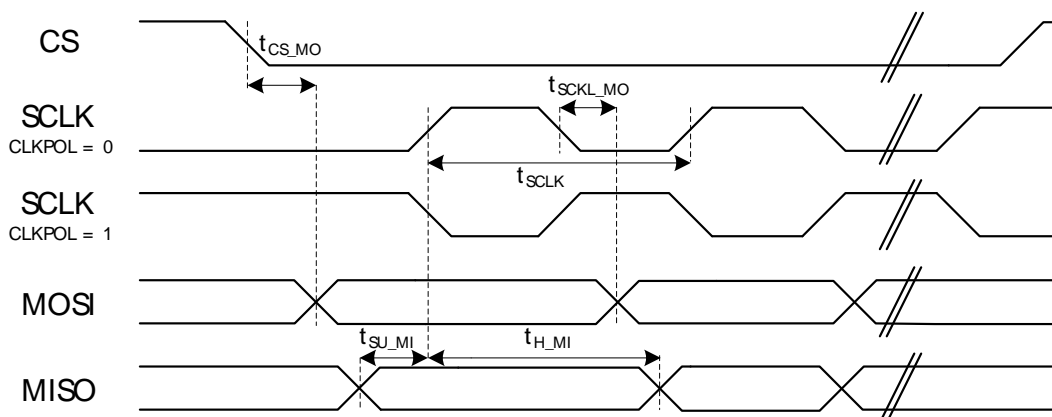 CS
tCS_MO
tSCKL_MO
SCLK
CLKPOL = 0
tSCLK
SCLK
CLKPOL = 1
MOSI
tSU_MI
tH_MI
MISO